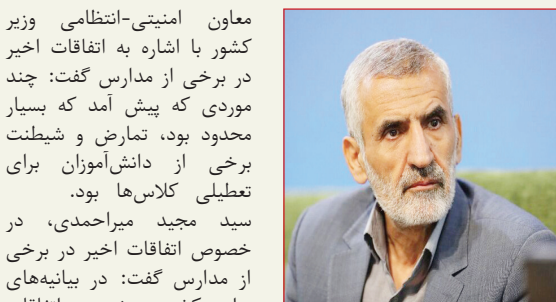 معاون امنیتی-انتظامی وزیر
کشور با اشاره به اتفاقات اخیر
در برخی از مدارس گفت: چند
موردی که پیش آمد که بسیار
محدود بود، تمارض و شیطنت
برخی از دانش‌آموزان برای
تعطیلی کلاس‌ها بود.
سید مجید میراحمدی، در
خصوص اتفاقات اخیر در برخی
از مدارس گفت: در بیانیه‌های